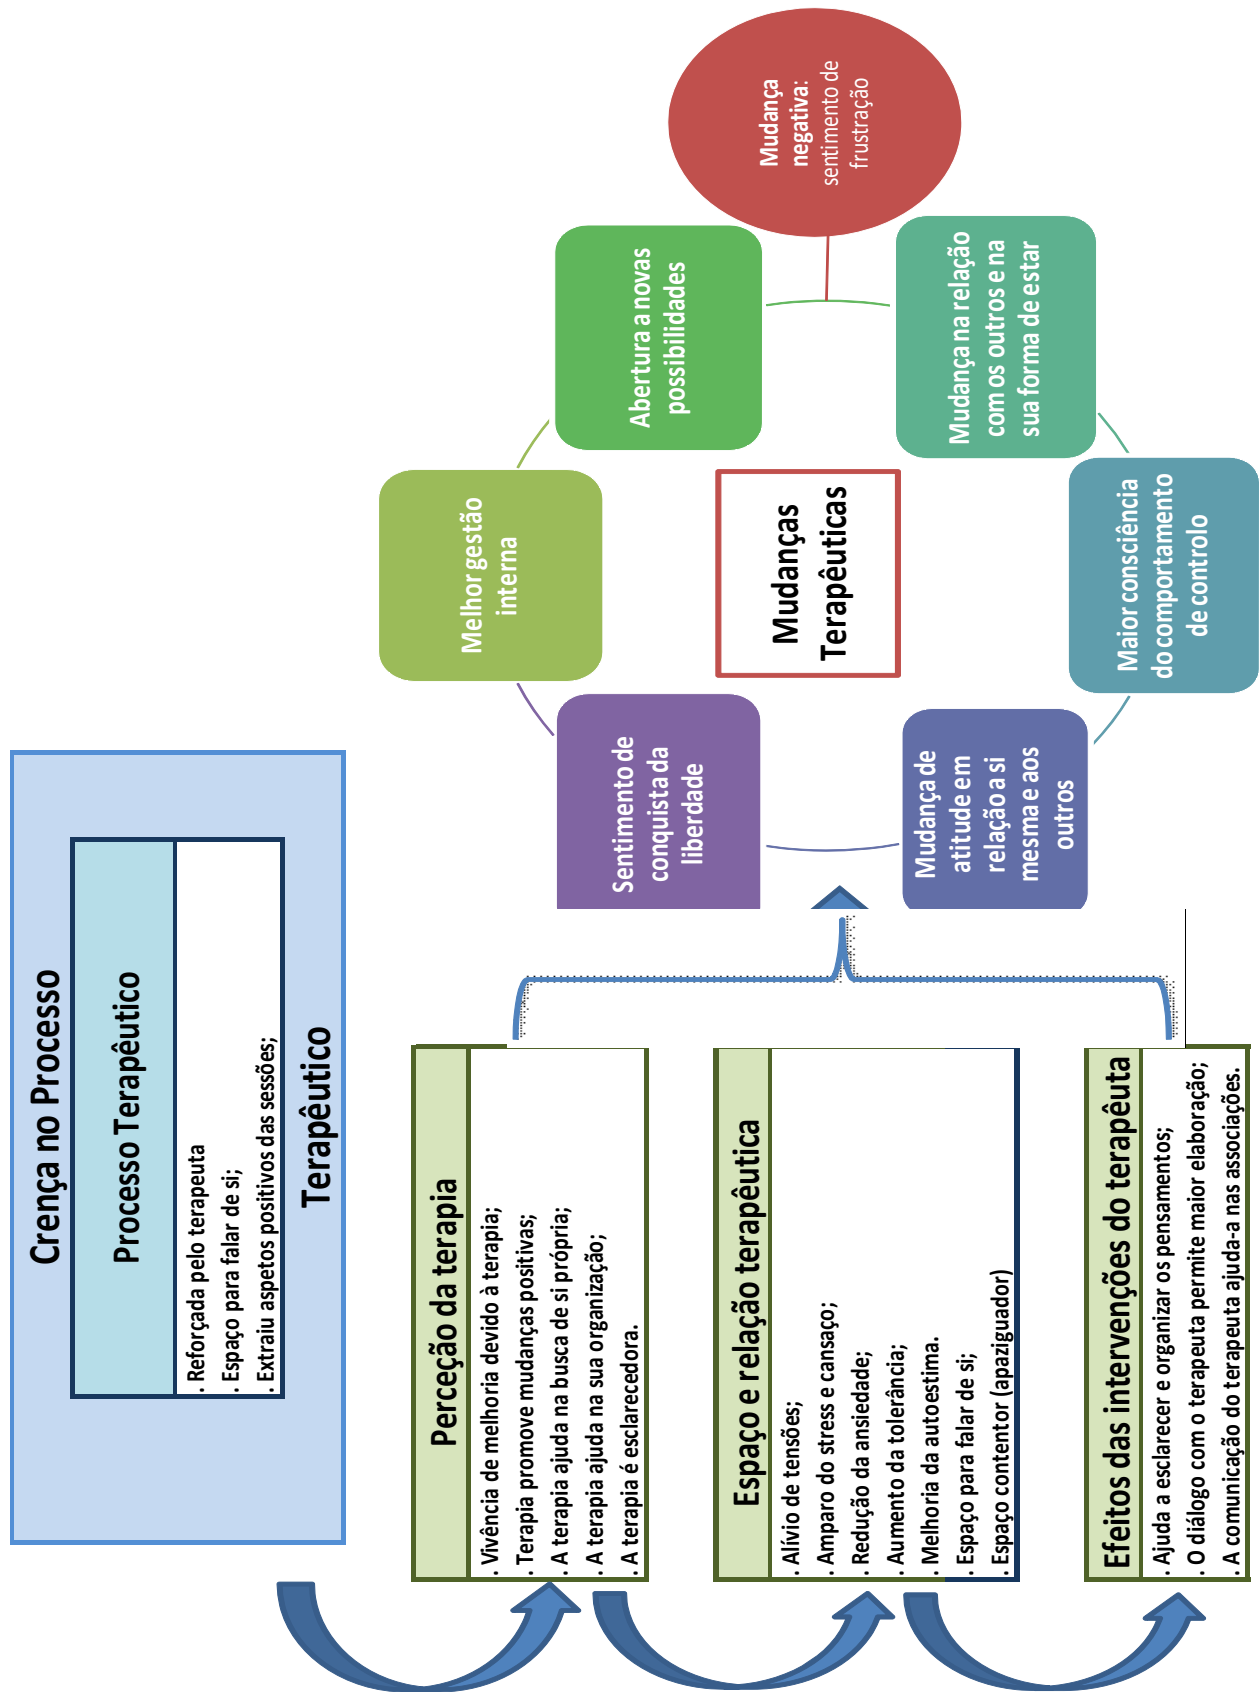 Crença no Processo
Processo Terapêutico
. Reforçada pelo terapeuta
. Espaço para falar de si;
. Extraiu aspetos positivos das sessões;
Terapêutico
Perceção da terapia
. Vivência de melhoria devido à terapia;
. Terapia promove mudanças positivas;
. A terapia ajuda na busca de si própria;
. A terapia ajuda na sua organização;
. A terapia é esclarecedora.
Espaço e relação terapêutica
. Alívio de tensões;
. Amparo do stress e cansaço;
. Redução da ansiedade;
. Aumento da tolerância;
. Melhoria da autoestima.
. Espaço para falar de si;
. Espaço contentor (apaziguador)
Efeitos das intervenções do terapêuta
. Ajuda a esclarecer e organizar os pensamentos;
. O diálogo com o terapeuta permite maior elaboração;
. A comunicação do terapeuta ajuda-a nas associações.
Mudanças
Terapêuticas
Melhor gestão
interna
Abertura a novas
possibilidades
Mudança na relação
com os outros e na
sua forma de estar
Maior consciência
do comportamento
de controlo
Mudança de
atitude em
relação a si
mesma e aos
outros
Sentimento de
conquista da
liberdade
Mudança
negativa:
sentimento de
frustração